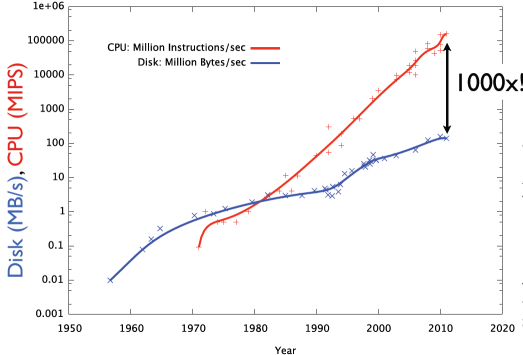 1e+06
100000
10000
1000
100
10
1
0.1
0.01
0.001
Disk (MB/s), CPU (MIPS)
CPU: Million Instructions/sec
Disk: Million Bytes/sec
1000x!
1950 1960 1970 1980 1990 2000 2010 2020
Year